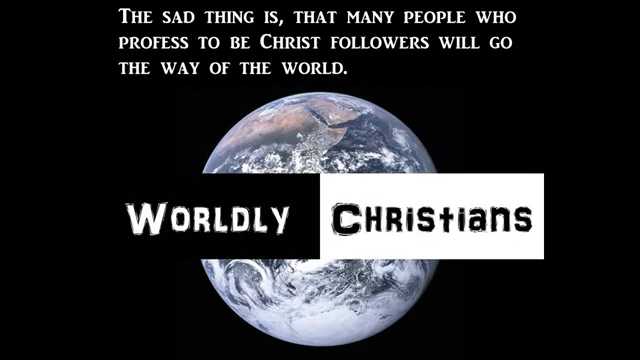 The sad thing is, that many people who
profess to be Christ followers will go
the way of the world.
Worldly Christians